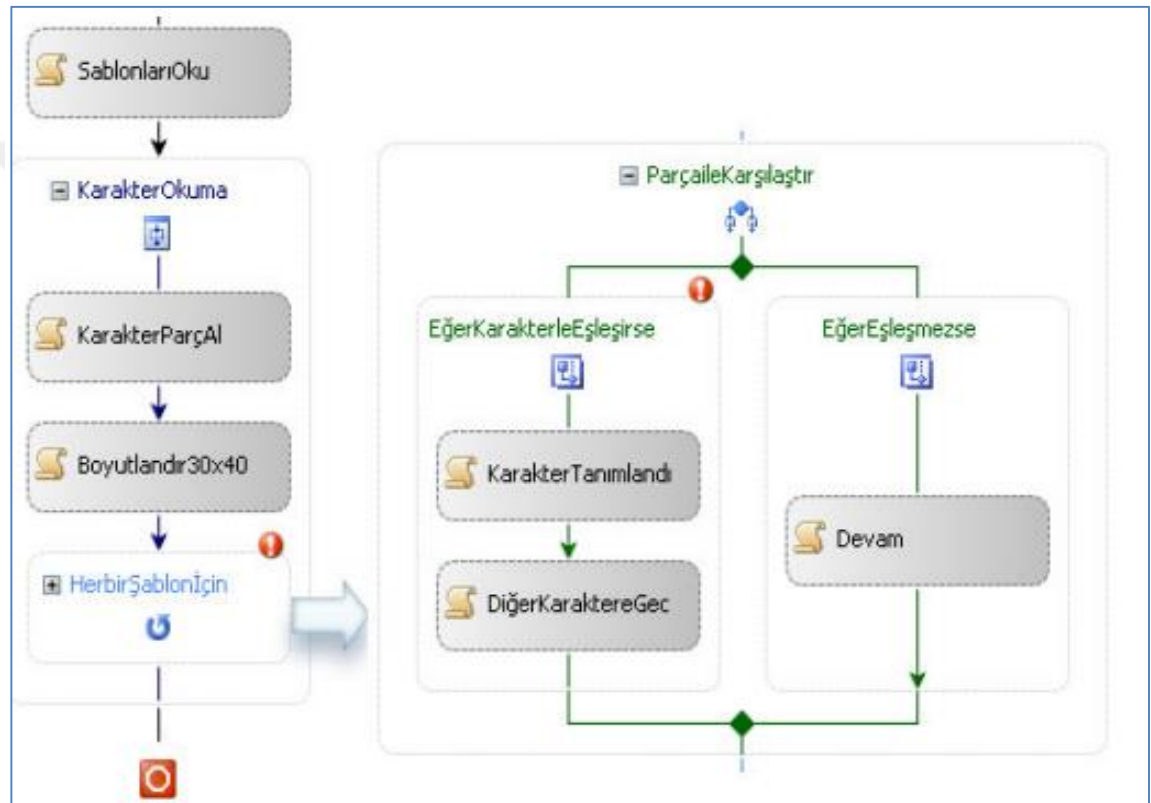 SablonlarıOku
KarakterOkuma
KarakterParçAl
Boyutlandır30x40
HerbirŞablonİçin
ParçaileKarşılaştır
EğerKarakterleEşleşirse
KarakterTanımlandı
DiğerKaraktereGec
EğerEşleşmezse
Devam